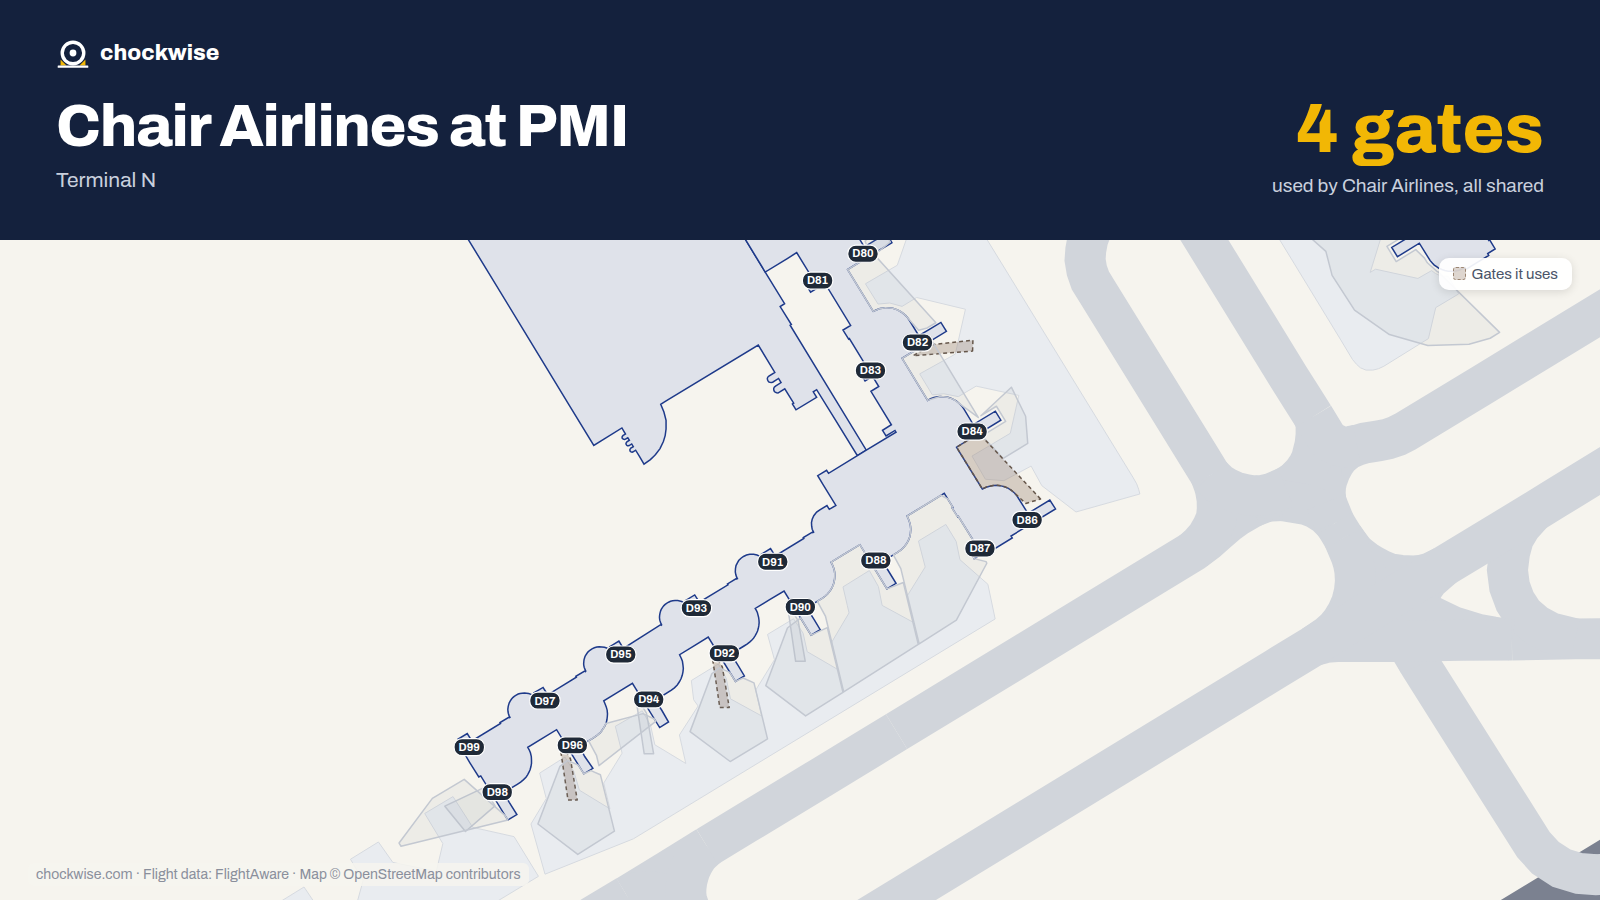 chockwise
Chair Airlines at PMI
Terminal N
4 gates
used by Chair Airlines, all shared
Gates it uses
D80
D81
D82
D83
D84
D86
D87
D88
D91
D90
D93
D92
D95
D94
D97
D96
D99
D98
chockwise.com · Flight data: FlightAware · Map © OpenStreetMap contributors